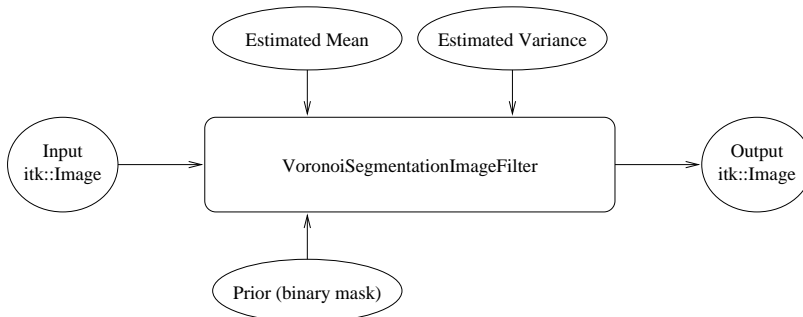 Estimated Mean
Estimated Variance
Input
itk::Image
VoronoiSegmentationImageFilter
Output
itk::Image
Prior (binary mask)